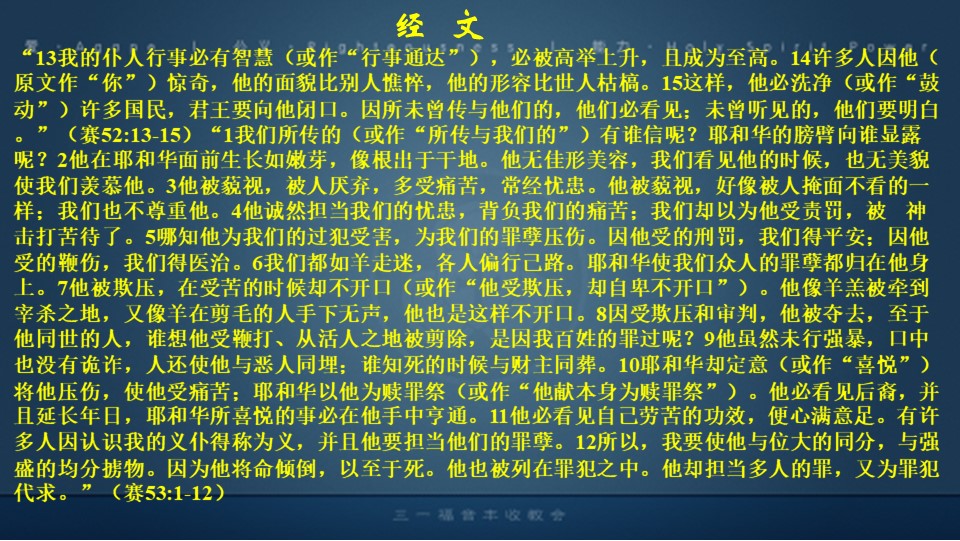 经 文
爱·Agape | 公义·Righteousness | 能力·Holy Spirit Power
“13我的仆人行事必有智慧（或作“行事通达”），必被高举上升，且成为至高。14许多人因他（
原文作“你”）惊奇，他的面貌比别人憔悴，他的形容比世人枯槁。15这样，他必洗净（或作“鼓
动”）许多国民，君王要向他闭口。因所未曾传与他们的，他们必看见；未曾听见的，他们要明白
。”（赛52:13-15）“1我们所传的（或作“所传与我们的”）有谁信呢？耶和华的膀臂向谁显露
呢？2他在耶和华面前生长如嫩芽，像根出于干地。他无佳形美容，我们看见他的时候，也无美貌
使我们羡慕他。3他被藐视，被人厌弃，多受痛苦，常经忧患。他被藐视，好像被人掩面不看的一
样；我们也不尊重他。4他诚然担当我们的忧患，背负我们的痛苦；我们却以为他受责罚，被　神
击打苦待了。5哪知他为我们的过犯受害，为我们的罪孽压伤。因他受的刑罚，我们得平安；因他
受的鞭伤，我们得医治。6我们都如羊走迷，各人偏行己路。耶和华使我们众人的罪孽都归在他身
上。7他被欺压，在受苦的时候却不开口（或作“他受欺压，却自卑不开口”）。他像羊羔被牵到
宰杀之地，又像羊在剪毛的人手下无声，他也是这样不开口。8因受欺压和审判，他被夺去，至于
他同世的人，谁想他受鞭打、从活人之地被剪除，是因我百姓的罪过呢？9他虽然未行强暴，口中
也没有诡诈，人还使他与恶人同埋；谁知死的时候与财主同葬。10耶和华却定意（或作“喜悦”）
将他压伤，使他受痛苦；耶和华以他为赎罪祭（或作“他献本身为赎罪祭”）。他必看见后裔，并
且延长年日，耶和华所喜悦的事必在他手中亨通。11他必看见自己劳苦的功效，便心满意足。有许
多人因认识我的义仆得称为义，并且他要担当他们的罪孽。12所以，我要使他与位大的同分，与强
盛的均分掳物。因为他将命倾倒，以至于死。他也被列在罪犯之中。他却担当多人的罪，又为罪犯
代求。”（赛53:1-12）
三一福音丰收教会